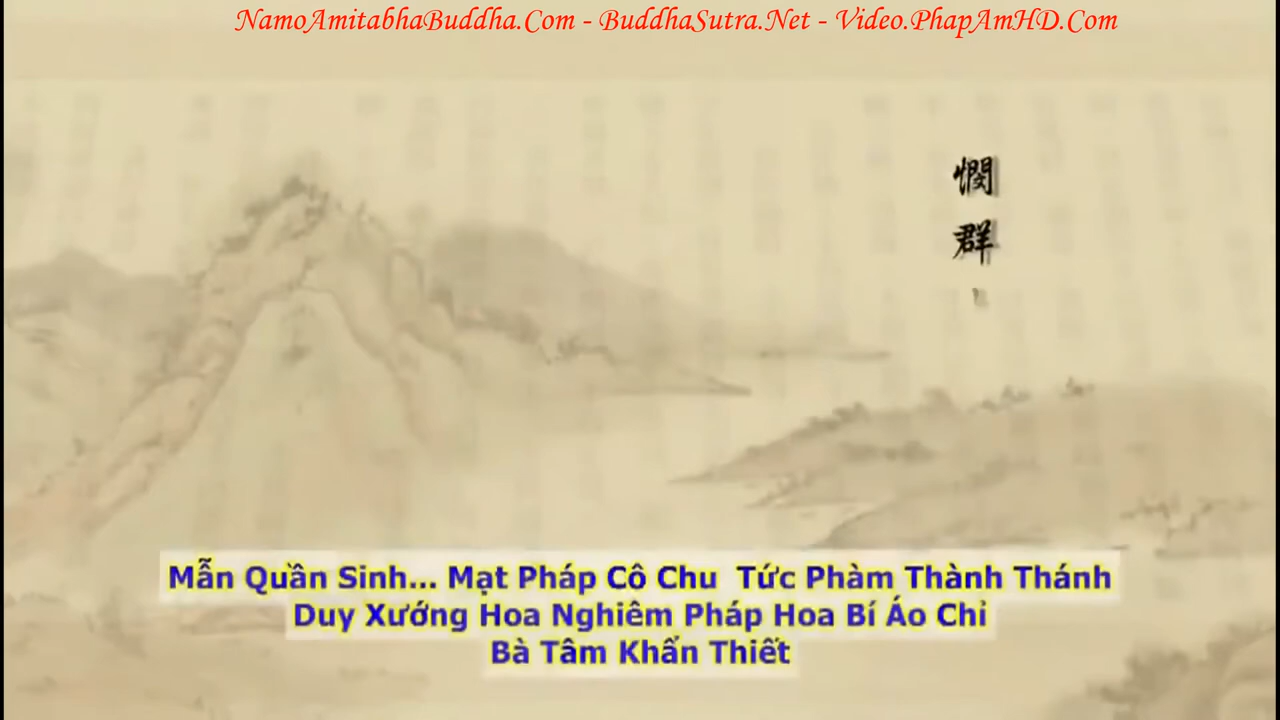 NamoAmitabhaBuddha.Com - BuddhaSutra.Net - Video.PhapAmHD.Com
憫群
Mẫn Quần Sinh... Mạt Pháp Cô Chu Tức Phàm Thành Thánh
Duy Xướng Hoa Nghiêm Pháp Hoa Bí Áo Chỉ
Bà Tâm Khẩn Thiết